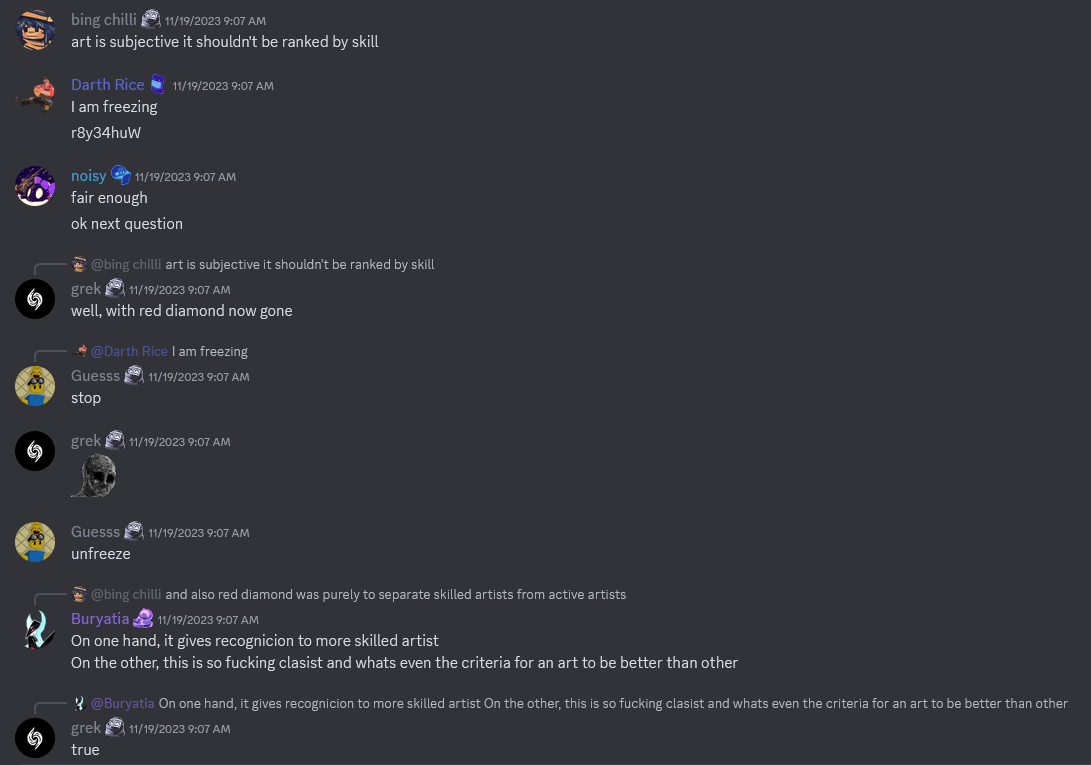 bing chilli 11/19/2023 9:07 AM
art is subjective it shouldn't be ranked by skill
Darth Rice 11/19/2023 9:07 AM
I am freezing
r8y34huW
noisy 11/19/2023 9:07 AM
fair enough
ok next question
@bing chilli art is subjective it shouldn't be ranked by skill
grek 11/19/2023 9:07 AM
well, with red diamond now gone
@Darth Rice I am freezing
Guesss 11/19/2023 9:07 AM
stop
grek 11/19/2023 9:07 AM
Guesss 11/19/2023 9:07 AM
unfreeze
@bing chilli and also red diamond was purely to separate skilled artists from active artists
Buryatia 11/19/2023 9:07 AM
On one hand, it gives recognicion to more skilled artist
On the other, this is so fucking clasist and whats even the criteria for an art to be better than other
@Buryatia On one hand, it gives recognicion to more skilled artist On the other, this is so fucking clasist and whats even the criteria for an art to be better than other
grek 11/19/2023 9:07 AM
true